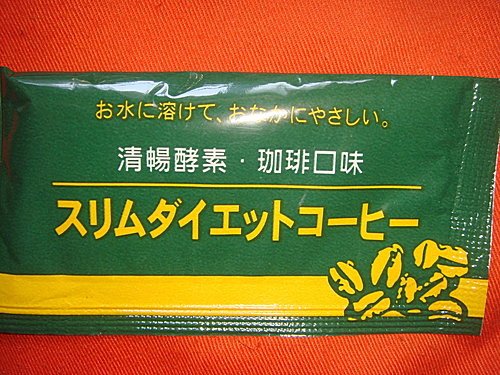 お水に溶けて、おなかにやさしい。
清暢酵素・珈琲口味
スリムダイエットコーヒー